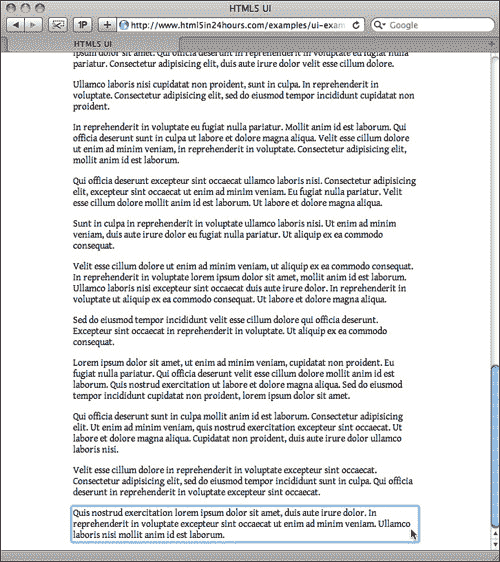 HTML5 UI
1P
http://www.html5in24hours.com/examples/ui-exam
Google
HTML5 UI
ipsum dolor sit amet. Qui officia deserunt in reprehenderit in voluptate eu fugiat nulla
pariatur. Consectetur adipisicing elit, duis aute irure dolor velit esse cillum dolore.
Ullamco laboris nisi cupidatat non proident, sunt in culpa. In reprehenderit in
voluptate. Consectetur adipisicing elit, sed do eiusmod tempor incididunt cupidatat non
proident.
In reprehenderit in voluptate eu fugiat nulla pariatur. Mollit anim id est laborum. Qui
officia deserunt sunt in culpa ut labore et dolore magna aliqua. Velit esse cillum dolore
ut enim ad minim veniam, in reprehenderit in voluptate. Consectetur adipisicing elit,
mollit anim id est laborum.
Qui officia deserunt excepteur sint occaecat ullamco laboris nisi. Consectetur adipisicing
elit, excepteur sint occaecat ut enim ad minim veniam. Eu fugiat nulla pariatur. Velit
esse cillum dolore mollit anim id est laborum. Ut labore et dolore magna aliqua.
Sunt in culpa in reprehenderit in voluptate ullamco laboris nisi. Ut enim ad minim
veniam, duis aute irure dolor eu fugiat nulla pariatur. Ut aliquip ex ea commodo
consequat.
Velit esse cillum dolore ut enim ad minim veniam, ut aliquip ex ea commodo consequat.
In reprehenderit in voluptate lorem ipsum dolor sit amet, mollit anim id est laborum.
Ullamco laboris nisi excepteur sint occaecat duis aute irure dolor. In reprehenderit in
voluptate ut aliquip ex ea commodo consequat. Ut labore et dolore magna aliqua.
Sed do eiusmod tempor incididunt velit esse cillum dolore qui officia deserunt.
Excepteur sint occaecat in reprehenderit in voluptate. Ut aliquip ex ea commodo
consequat.
Lorem ipsum dolor sit amet, ut enim ad minim veniam, cupidatat non proident. Eu
fugiat nulla pariatur. Qui officia deserunt ut enim ad minim veniam, mollit anim id est
laborum. Quis nostrud exercitation ut labore et dolore magna aliqua. Sed do eiusmod
tempor incididunt cupidatat non proident, lorem ipsum dolor sit amet.
Qui officia deserunt sunt in culpa mollit anim id est laborum. Consectetur adipisicing
elit. Ut enim ad minim veniam, quis nostrud exercitation excepteur sint occaecat. Ut
labore et dolore magna aliqua. Cupidatat non proident, duis aute irure dolor ullamco
laboris nisi.
Velit esse cillum dolore in reprehenderit in voluptate excepteur sint occaecat.
Consectetur adipisicing elit, sed do eiusmod tempor incididunt sunt in culpa. Qui officia
deserunt in reprehenderit in voluptate excepteur sint occaecat.
Quis nostrud exercitation lorem ipsum dolor sit amet, duis aute irure dolor. In
reprehenderit in voluptate excepteur sint occaecat ut enim ad minim veniam. Ullamco
laboris nisi mollit anim id est laborum.